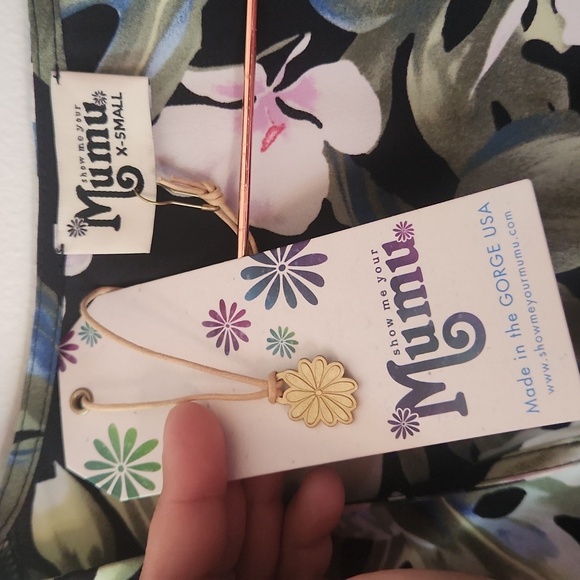 show me your
Mumu
X-SMALL
show me your
Mumu
Made in the GORGE USA
www.showmeyourmumu.com